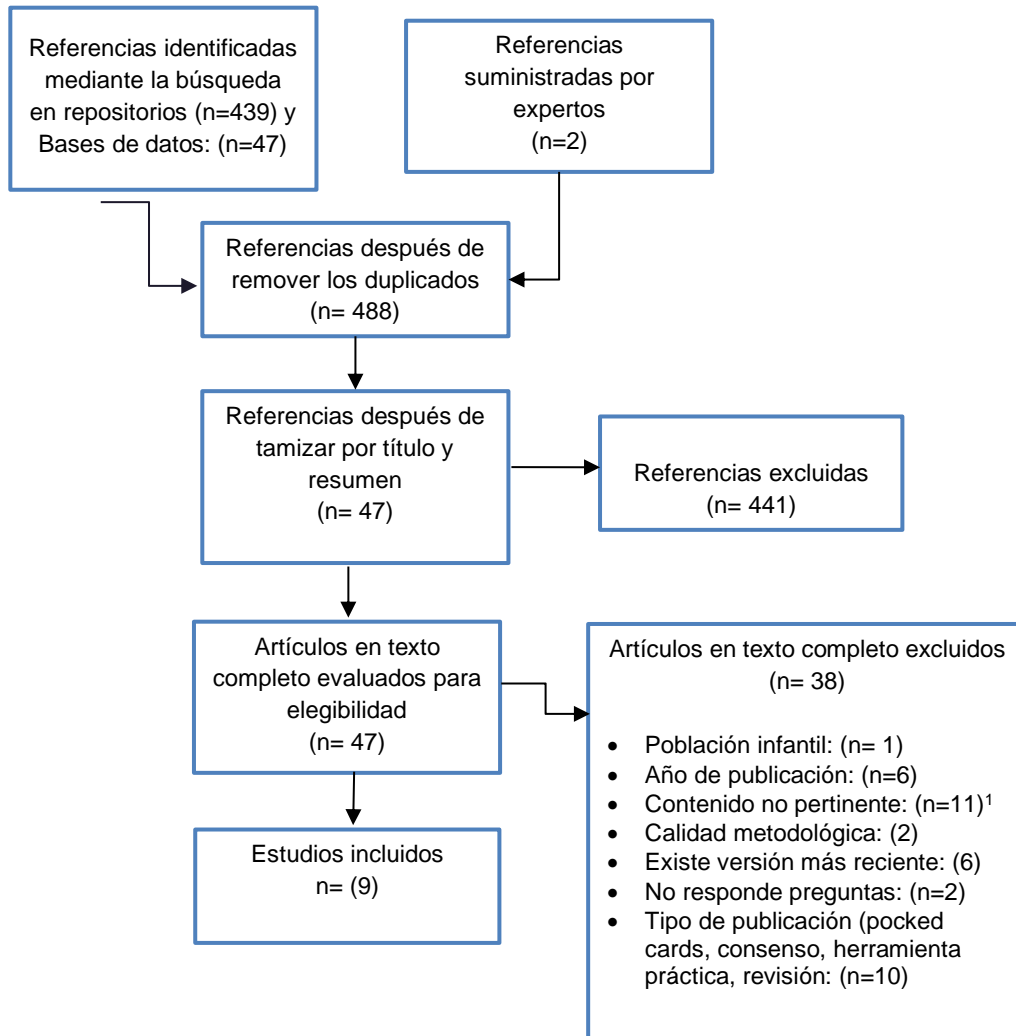 Referencias identificadas
mediante la búsqueda
en repositorios (n=439) y
Bases de datos: (n=47)
Referencias
suministradas por
expertos
(n=2)
Referencias después de
remover los duplicados
(n= 488)
Referencias después de
tamizar por título y
resumen
(n= 47)
Referencias excluidas
(n= 441)
Artículos en texto
completo evaluados para
elegibilidad
(n= 47)
Artículos en texto completo excluidos
(n= 38)
• Población infantil: (n= 1)
• Año de publicación: (n=6)
• Contenido no pertinente: (n=11)¹
• Calidad metodológica: (2)
• Existe versión más reciente: (6)
• No responde preguntas: (n=2)
• Tipo de publicación (pocked
cards, consenso, herramienta
práctica, revisión: (n=10)
Estudios incluidos
n= (9)